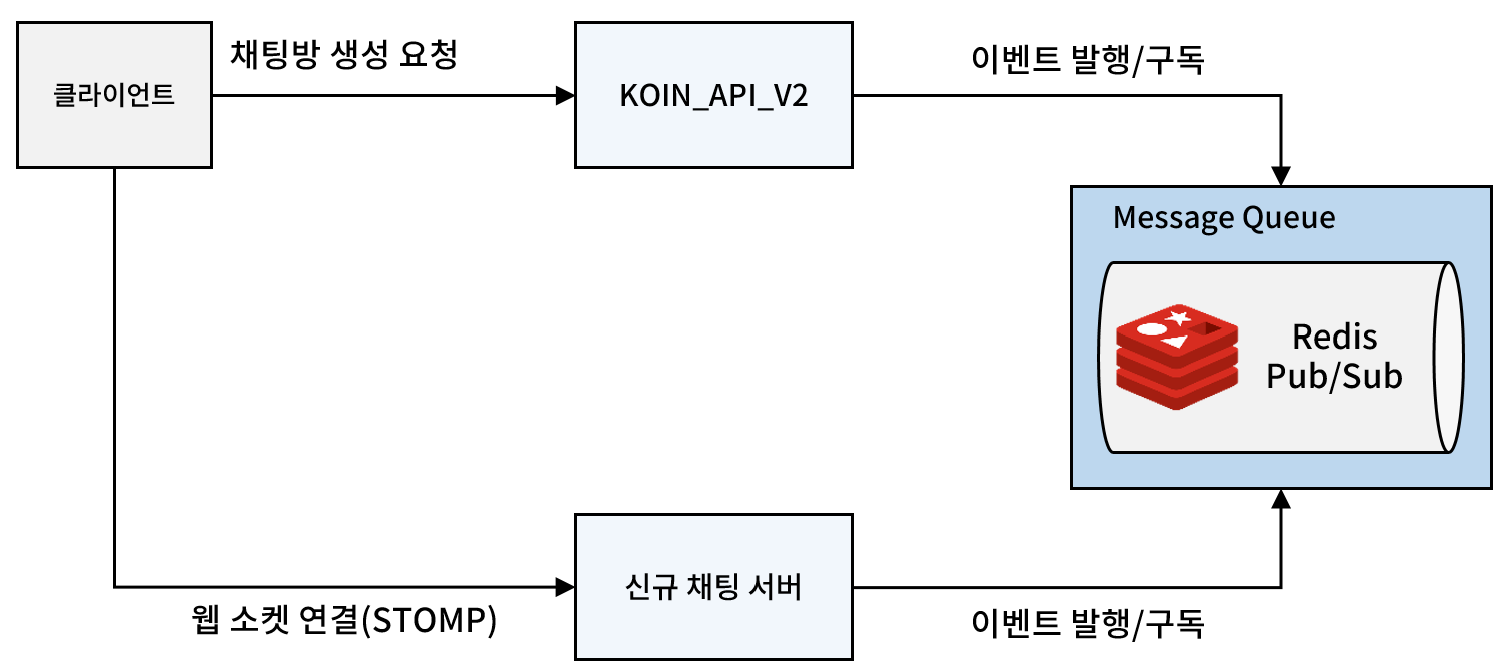 클라이언트
채팅방 생성 요청
KOIN_API_V2
이벤트 발행/구독
Message Queue
Redis
Pub/Sub
웹 소켓 연결(STOMP)
신규 채팅 서버
이벤트 발행/구독